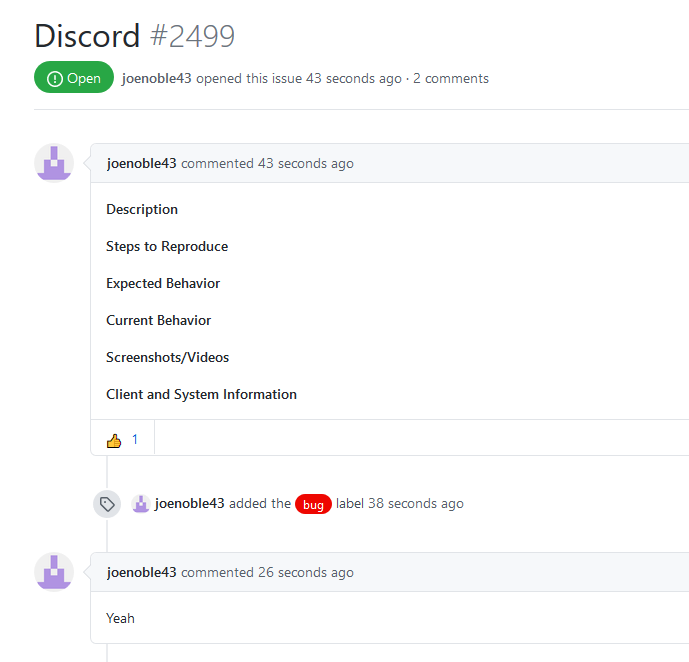 Discord #2499
Open joenoble43 opened this issue 43 seconds ago · 2 comments
joenoble43 commented 43 seconds ago
Description
Steps to Reproduce
Expected Behavior
Current Behavior
Screenshots/Videos
Client and System Information
👍 1
joenoble43 added the bug label 38 seconds ago
joenoble43 commented 26 seconds ago
Yeah